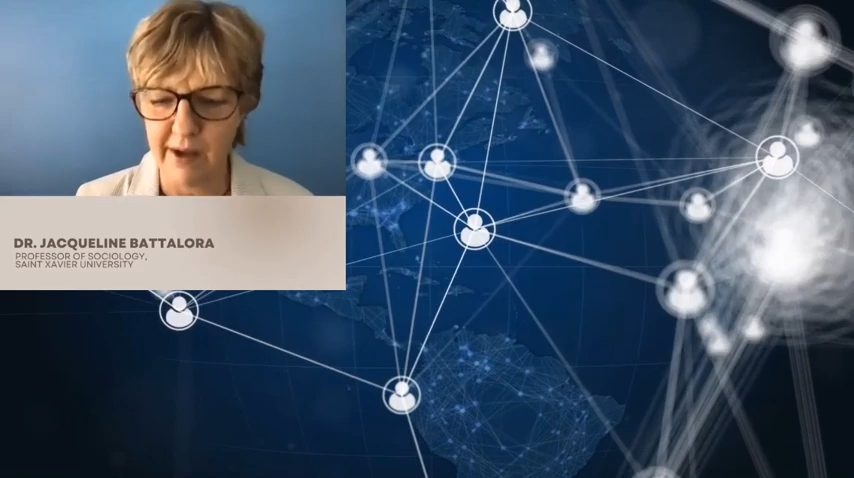 DR. JACQUELINE BATTALORA
PROFESSOR OF SOCIOLOGY,
SAINT XAVIER UNIVERSITY